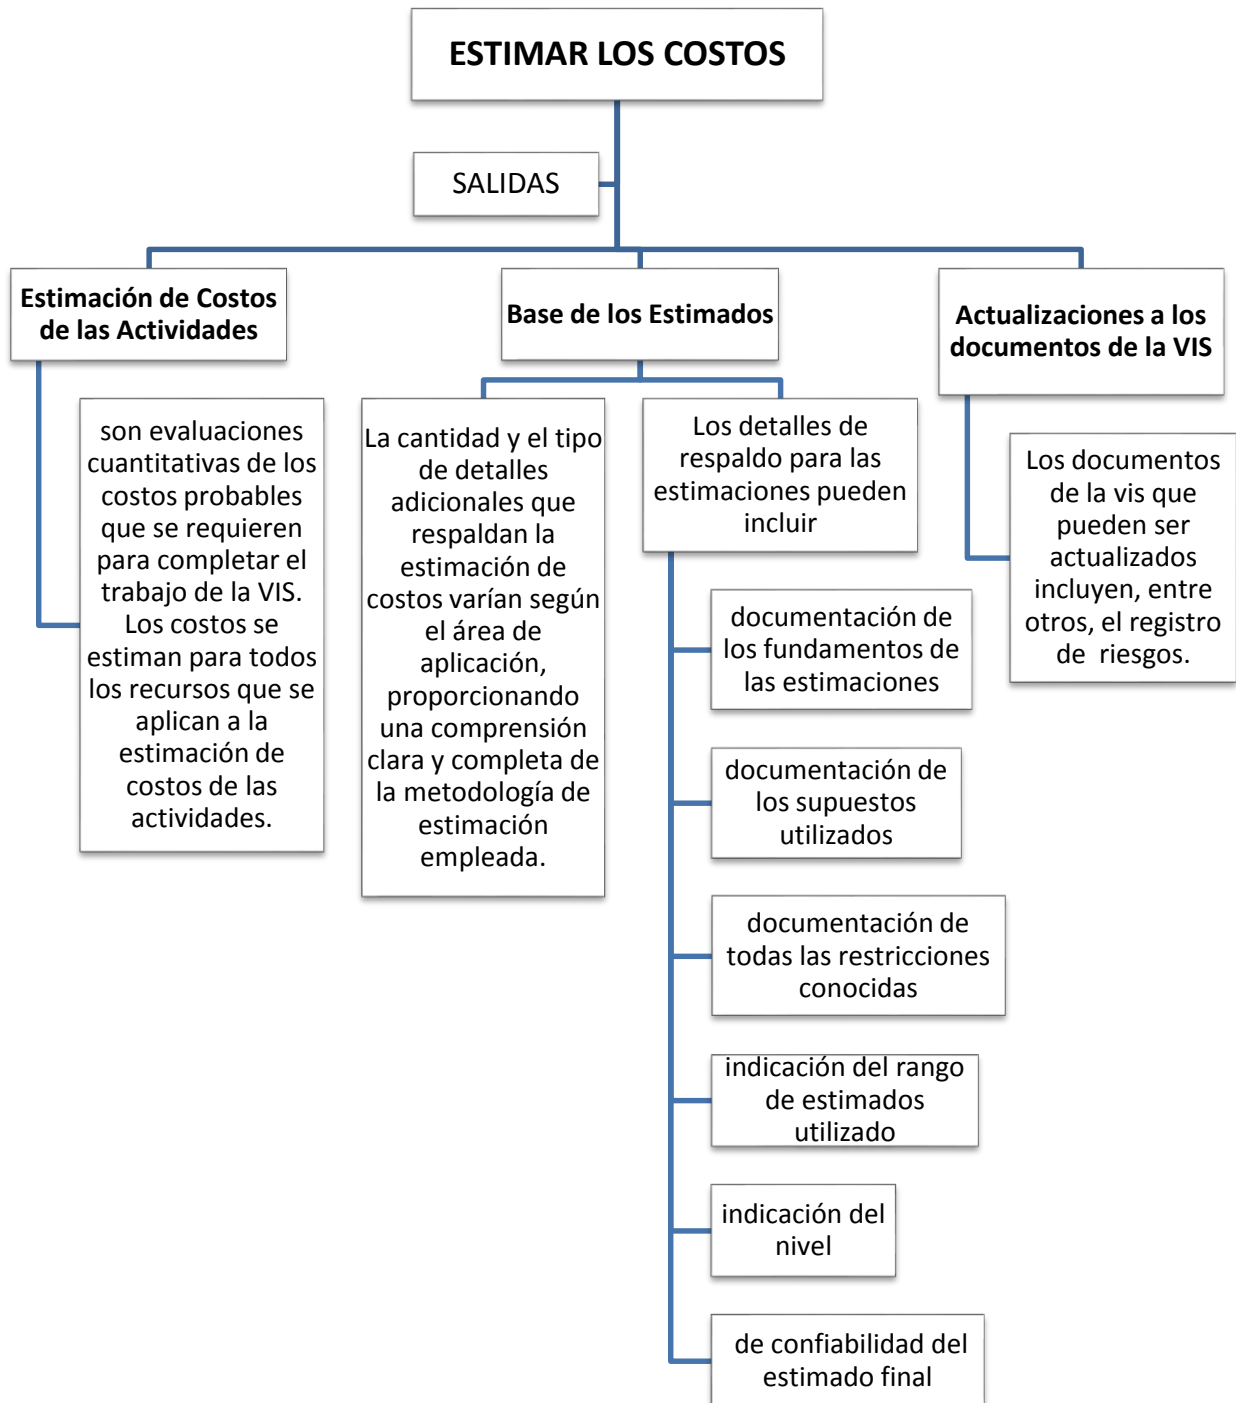 ESTIMAR LOS COSTOS
SALIDAS
Estimación de Costos
de las Actividades
son evaluaciones
cuantitativas de los
costos probables
que se requieren
para completar el
trabajo de la VIS.
Los costos se
estiman para todos
los recursos que se
aplican a la
estimación de
costos de las
actividades.
Base de los Estimados
La cantidad y el tipo
de detalles
adicionales que
respaldan la
estimación de
costos varían según
el área de
aplicación,
proporcionando
una comprensión
clara y completa de
la metodología de
estimación
empleada.
Los detalles de
respaldo para las
estimaciones pueden
incluir
documentación de
los fundamentos de
las estimaciones
documentación de
los supuestos
utilizados
documentación de
todas las restricciones
conocidas
indicación del rango
de estimados
utilizado
indicación del
nivel
de confiabilidad del
estimado final
Actualizaciones a los
documentos de la VIS
Los documentos
de la vis que
pueden ser
actualizados
incluyen, entre
otros, el registro
de riesgos.